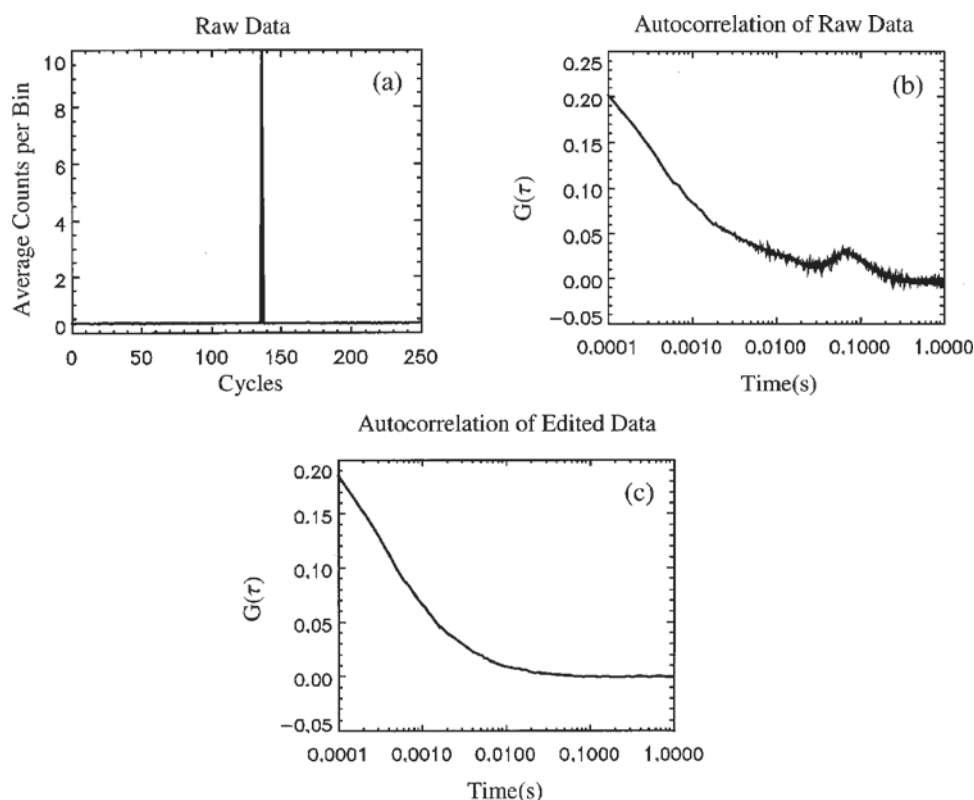 Raw Data
(a)
Average Counts per Bin
10
8
6
4
2
0
0 50 100 150 200 250
Cycles
Autocorrelation of Raw Data
(b)
G(τ)
0.25
0.20
0.15
0.10
0.05
0.00
−0.05
0.0001 0.0010 0.0100 0.1000 1.0000
Time(s)
Autocorrelation of Edited Data
(c)
G(τ)
0.20
0.15
0.10
0.05
0.00
−0.05
0.0001 0.0010 0.0100 0.1000 1.0000
Time(s)